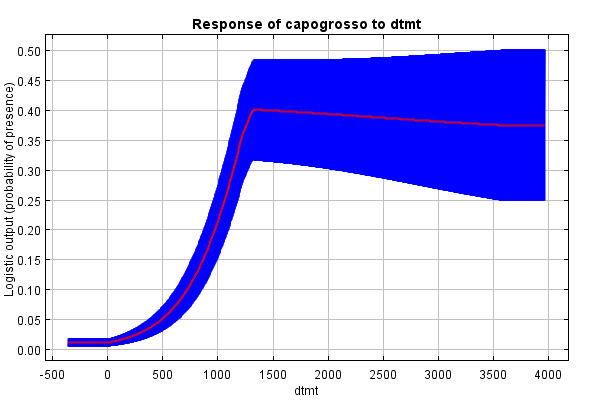 Response of capogrosso to dtmt
Logistic output (probability of presence)
0.50
0.45
0.40
0.35
0.30
0.25
0.20
0.15
0.10
0.05
0.00
-500 0 500 1000 1500 2000 2500 3000 3500 4000
dtmt